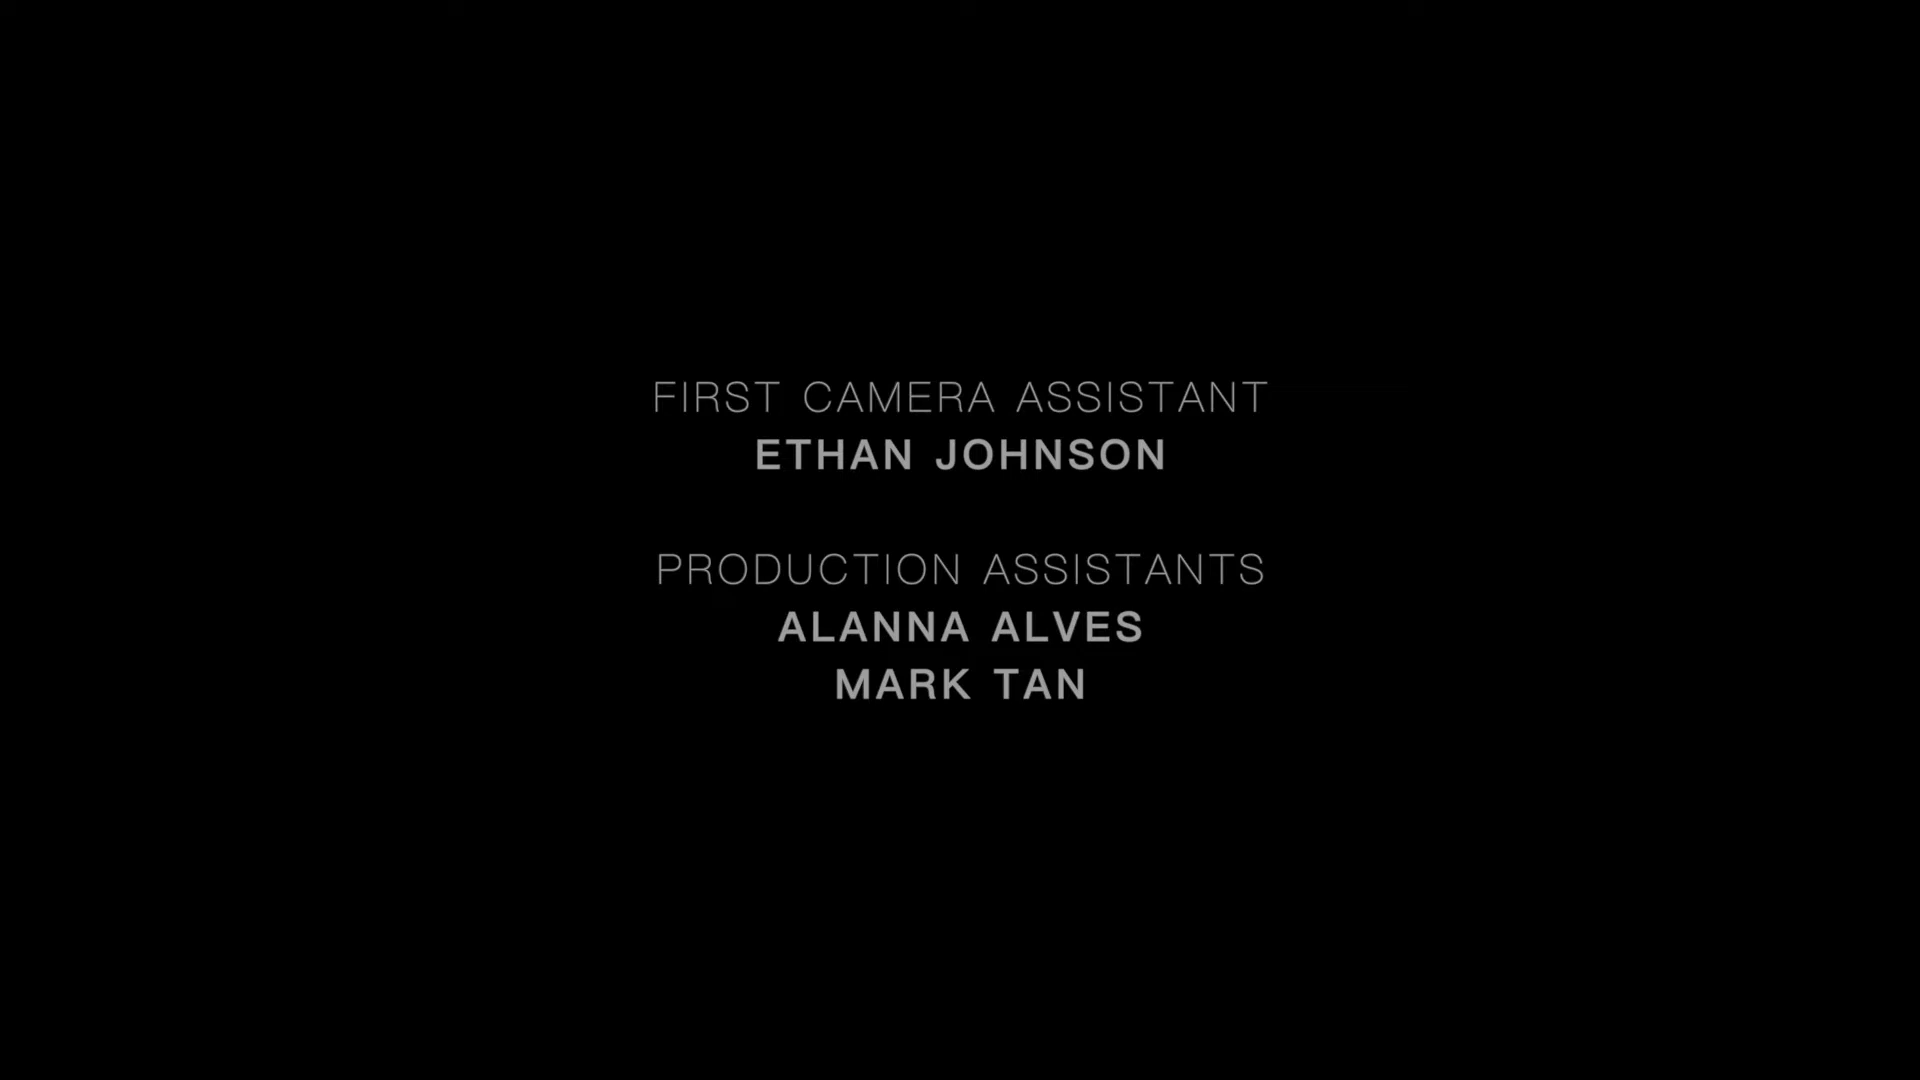 FIRST CAMERA ASSISTANT
ETHAN JOHNSON
PRODUCTION ASSISTANTS
ALANNA ALVES
MARK TAN